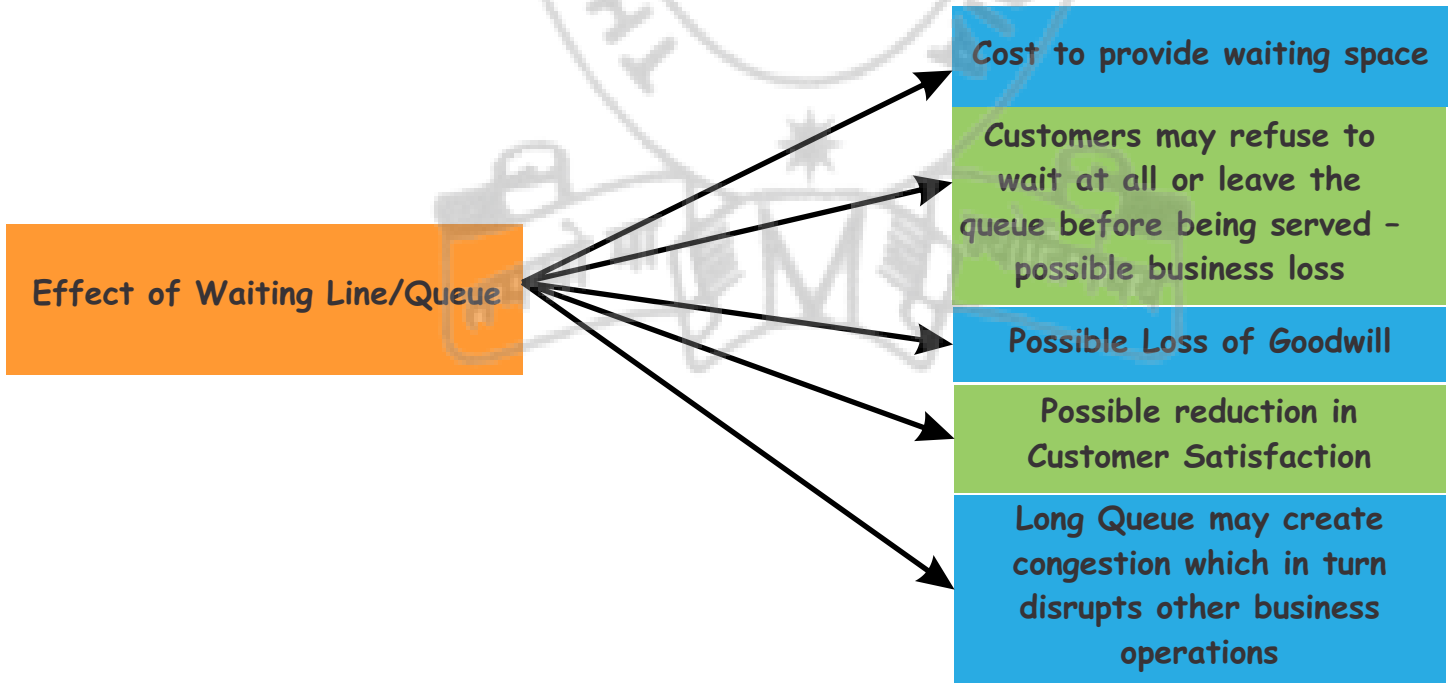 Cost to provide waiting space
Customers may refuse to
wait at all or leave the
queue before being served –
possible business loss
Effect of Waiting Line/Queue
Possible Loss of Goodwill
Possible reduction in
Customer Satisfaction
Long Queue may create
congestion which in turn
disrupts other business
operations